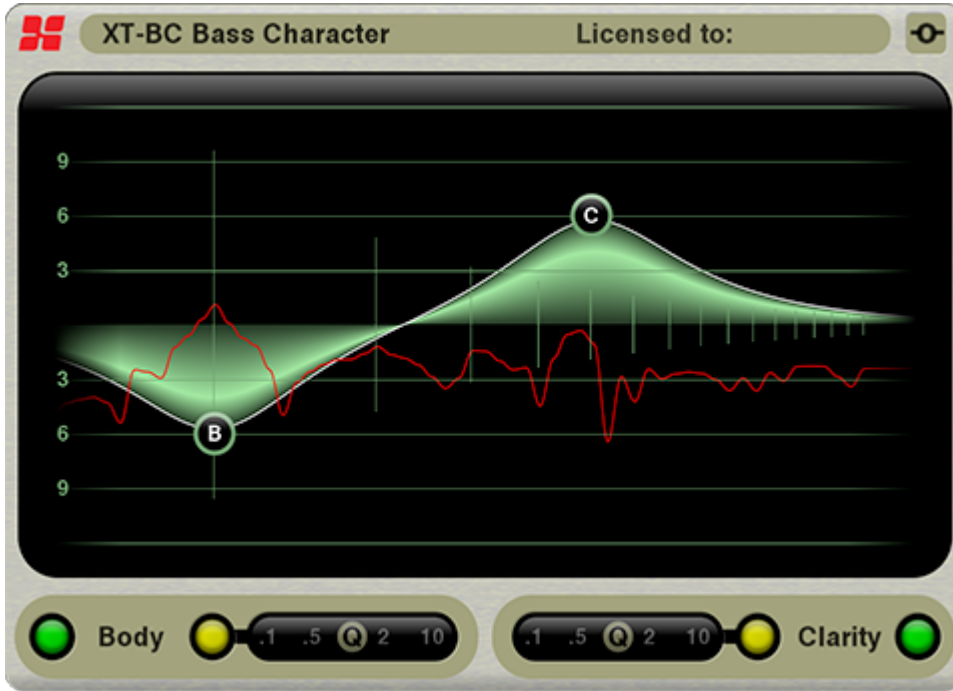 XT-BC Bass Character Licensed to:
9
6
C
3
3
6
B
9
Body .1 .5 Q 2 10
.1 .5 Q 2 10 Clarity